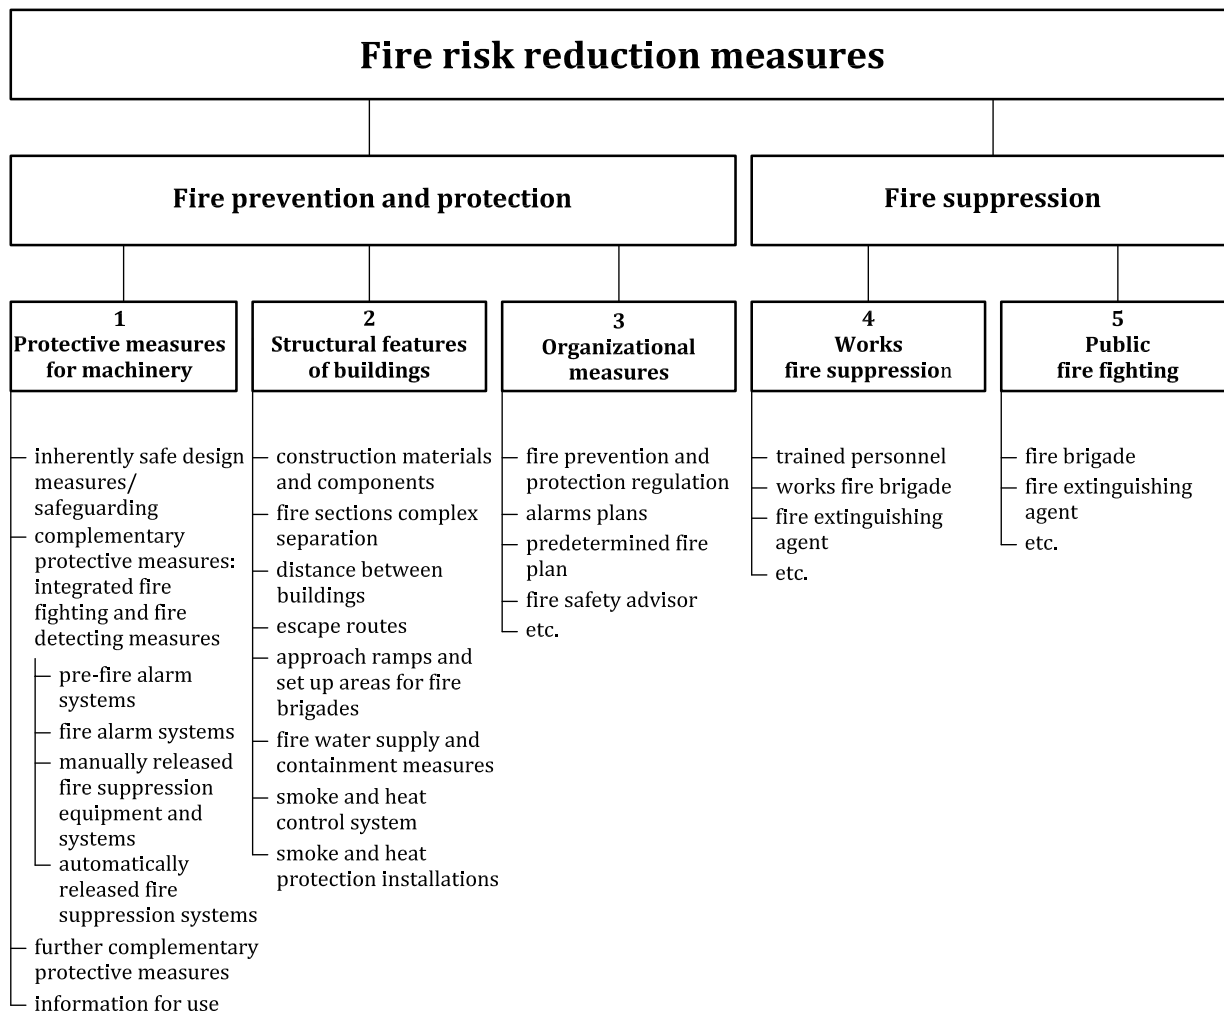 Fire risk reduction measures
Fire prevention and protection
Fire suppression
1
Protective measures
for machinery
2
Structural features
of buildings
3
Organizational
measures
4
Works
fire suppression
5
Public
fire fighting
inherently safe design
measures/
safeguarding
complementary
protective measures:
integrated fire
fighting and fire
detecting measures
pre-fire alarm
systems
fire alarm systems
manually released
fire suppression
equipment and
systems
automatically
released fire
suppression systems
further complementary
protective measures
information for use
construction materials
and components
fire sections complex
separation
distance between
buildings
escape routes
approach ramps and
set up areas for fire
brigades
fire water supply and
containment measures
smoke and heat
control system
smoke and heat
protection installations
fire prevention and
protection regulation
alarms plans
predetermined fire
plan
fire safety advisor
etc.
trained personnel
works fire brigade
fire extinguishing
agent
etc.
fire brigade
fire extinguishing
agent
etc.